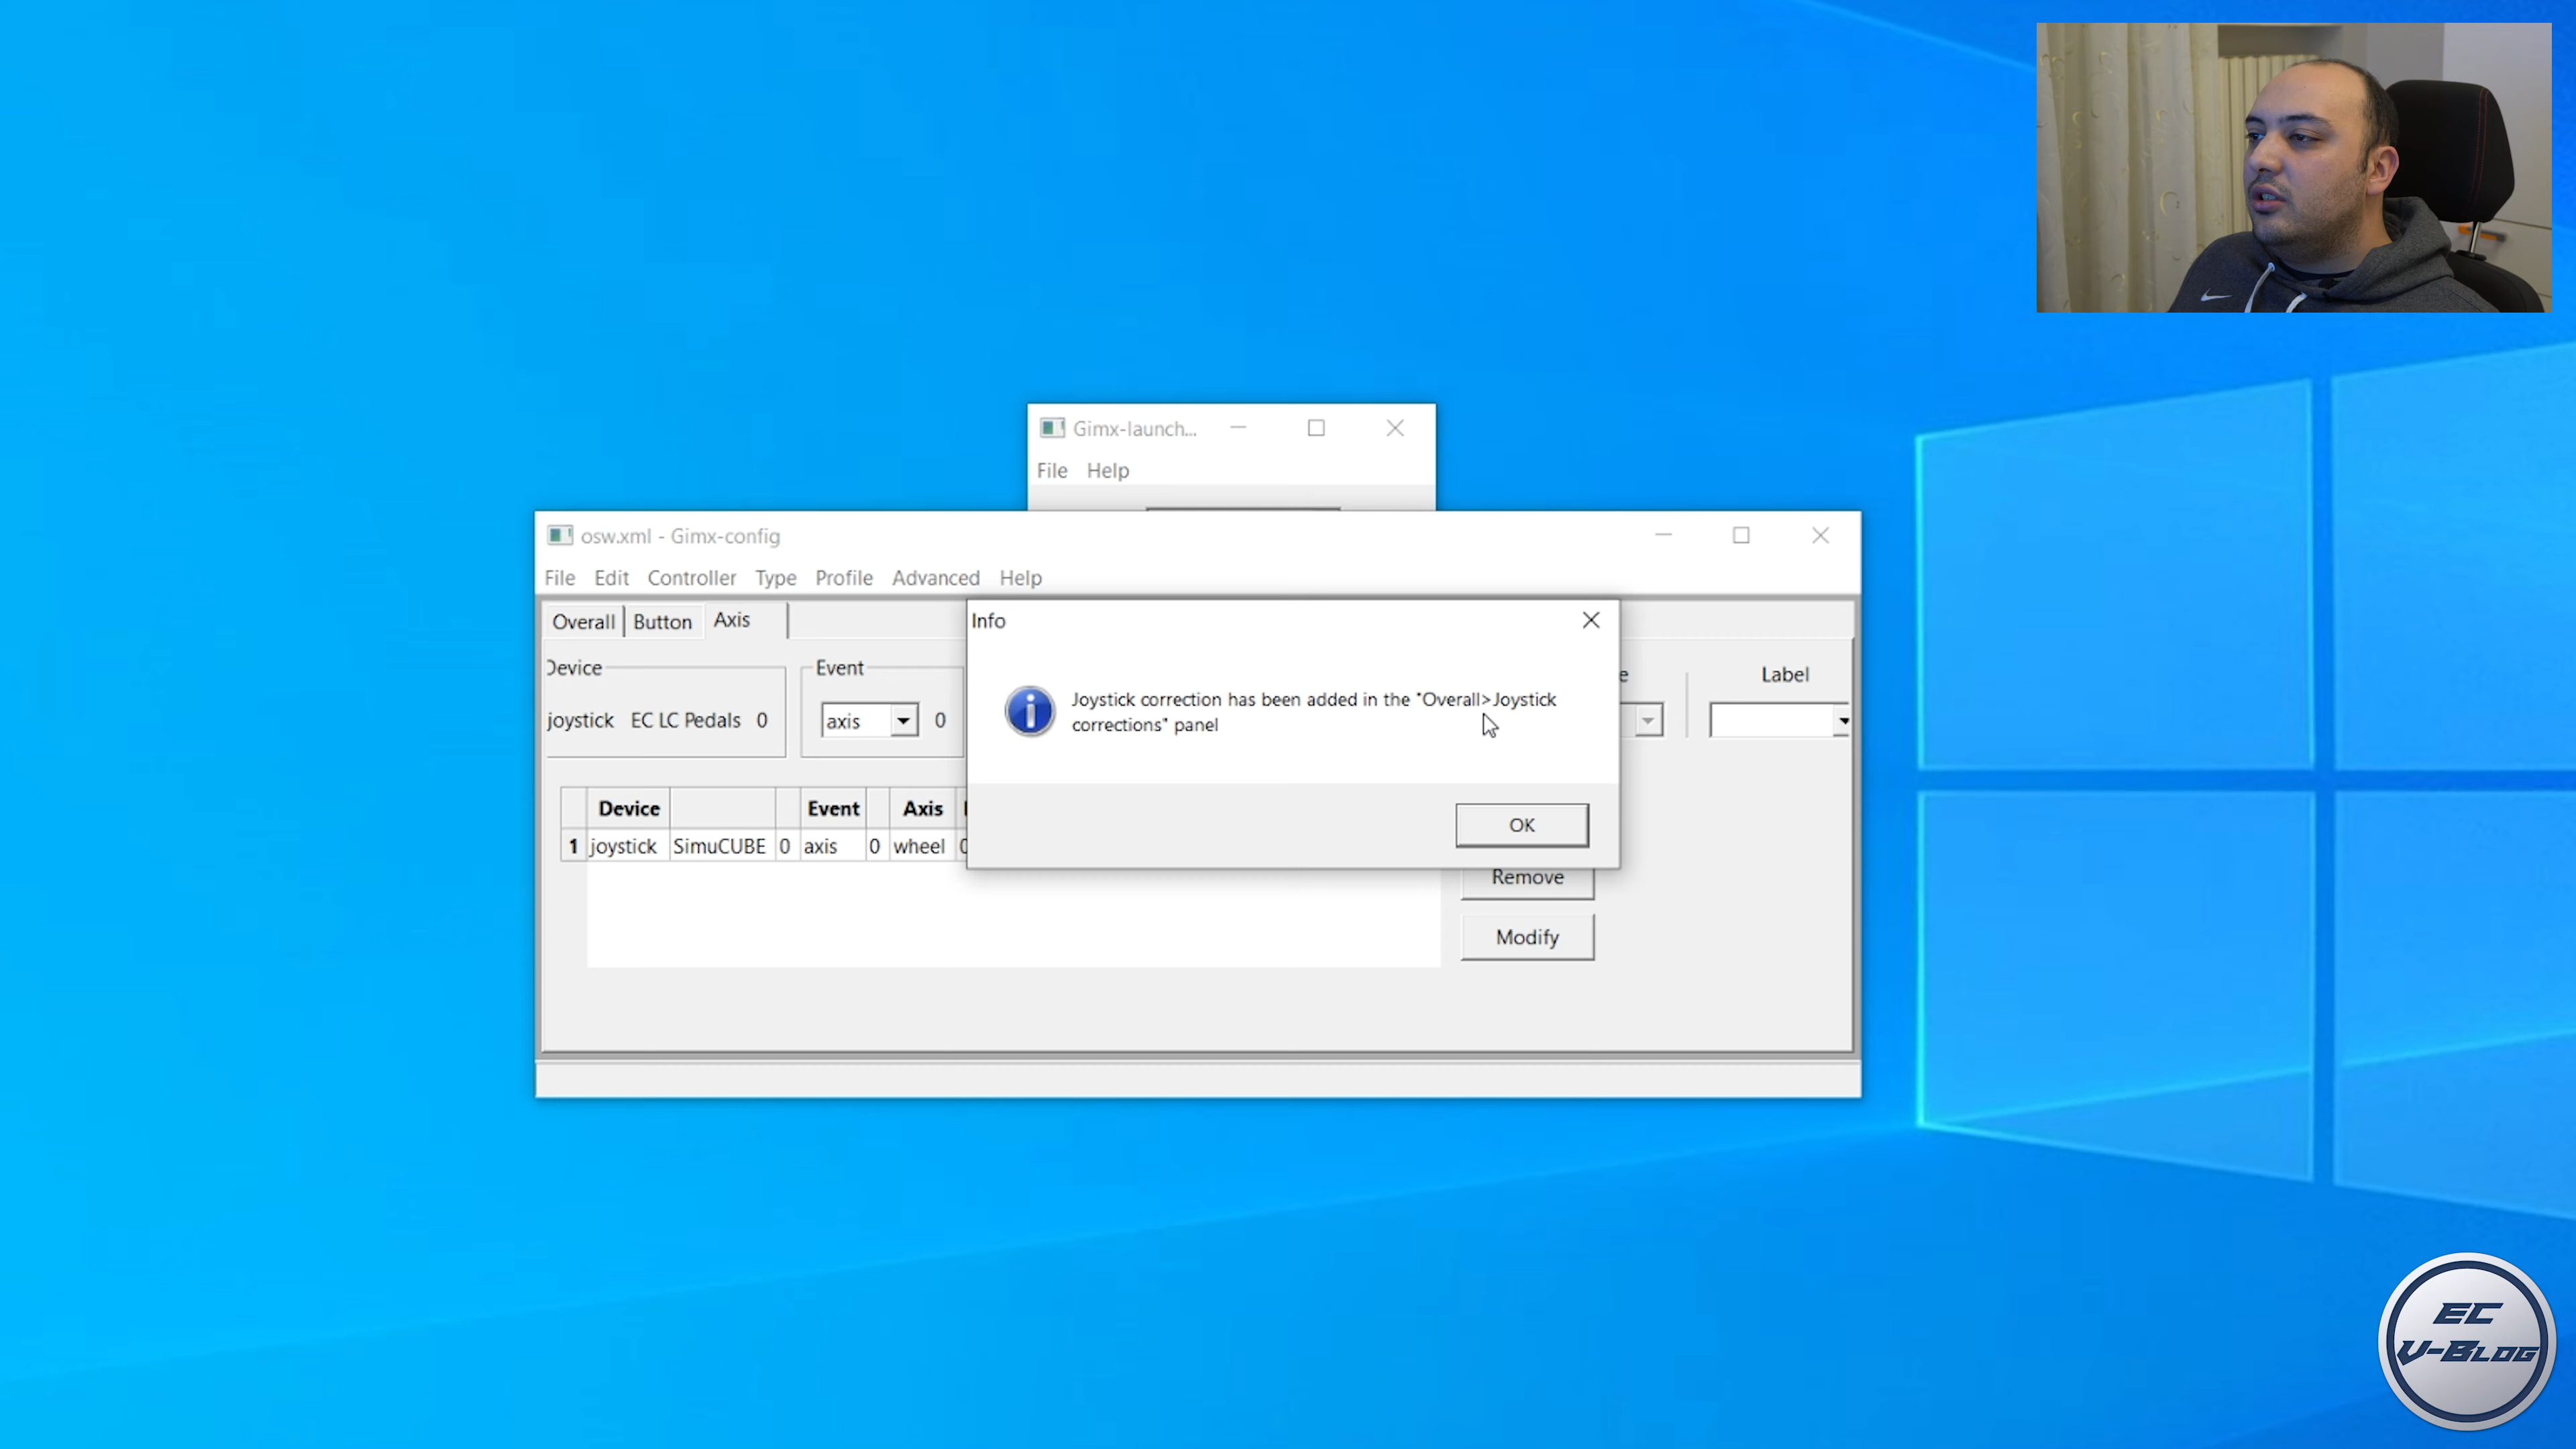 Gimx-launch...
File Help
osw.xml - Gimx-config
File Edit Controller Type Profile Advanced Help
Overall Button Axis
Info
Device
Event
Label
joystick EC LC Pedals 0
axis 0
Joystick correction has been added in the "Overall>Joystick
corrections" panel
OK
Device Event Axis
1 joystick SimuCUBE 0 axis 0 wheel
Remove
Modify
EC
V-Blog